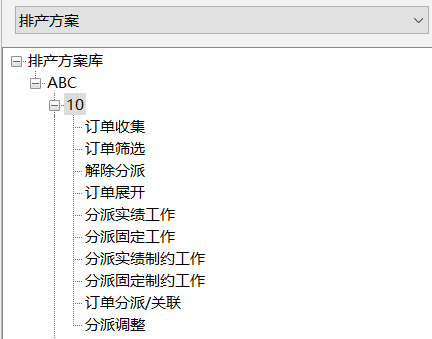 排产方案
排产方案库
ABC
10
订单收集
订单筛选
解除分派
订单展开
分派实绩工作
分派固定工作
分派实绩制约工作
分派固定制约工作
订单分派/关联
分派调整